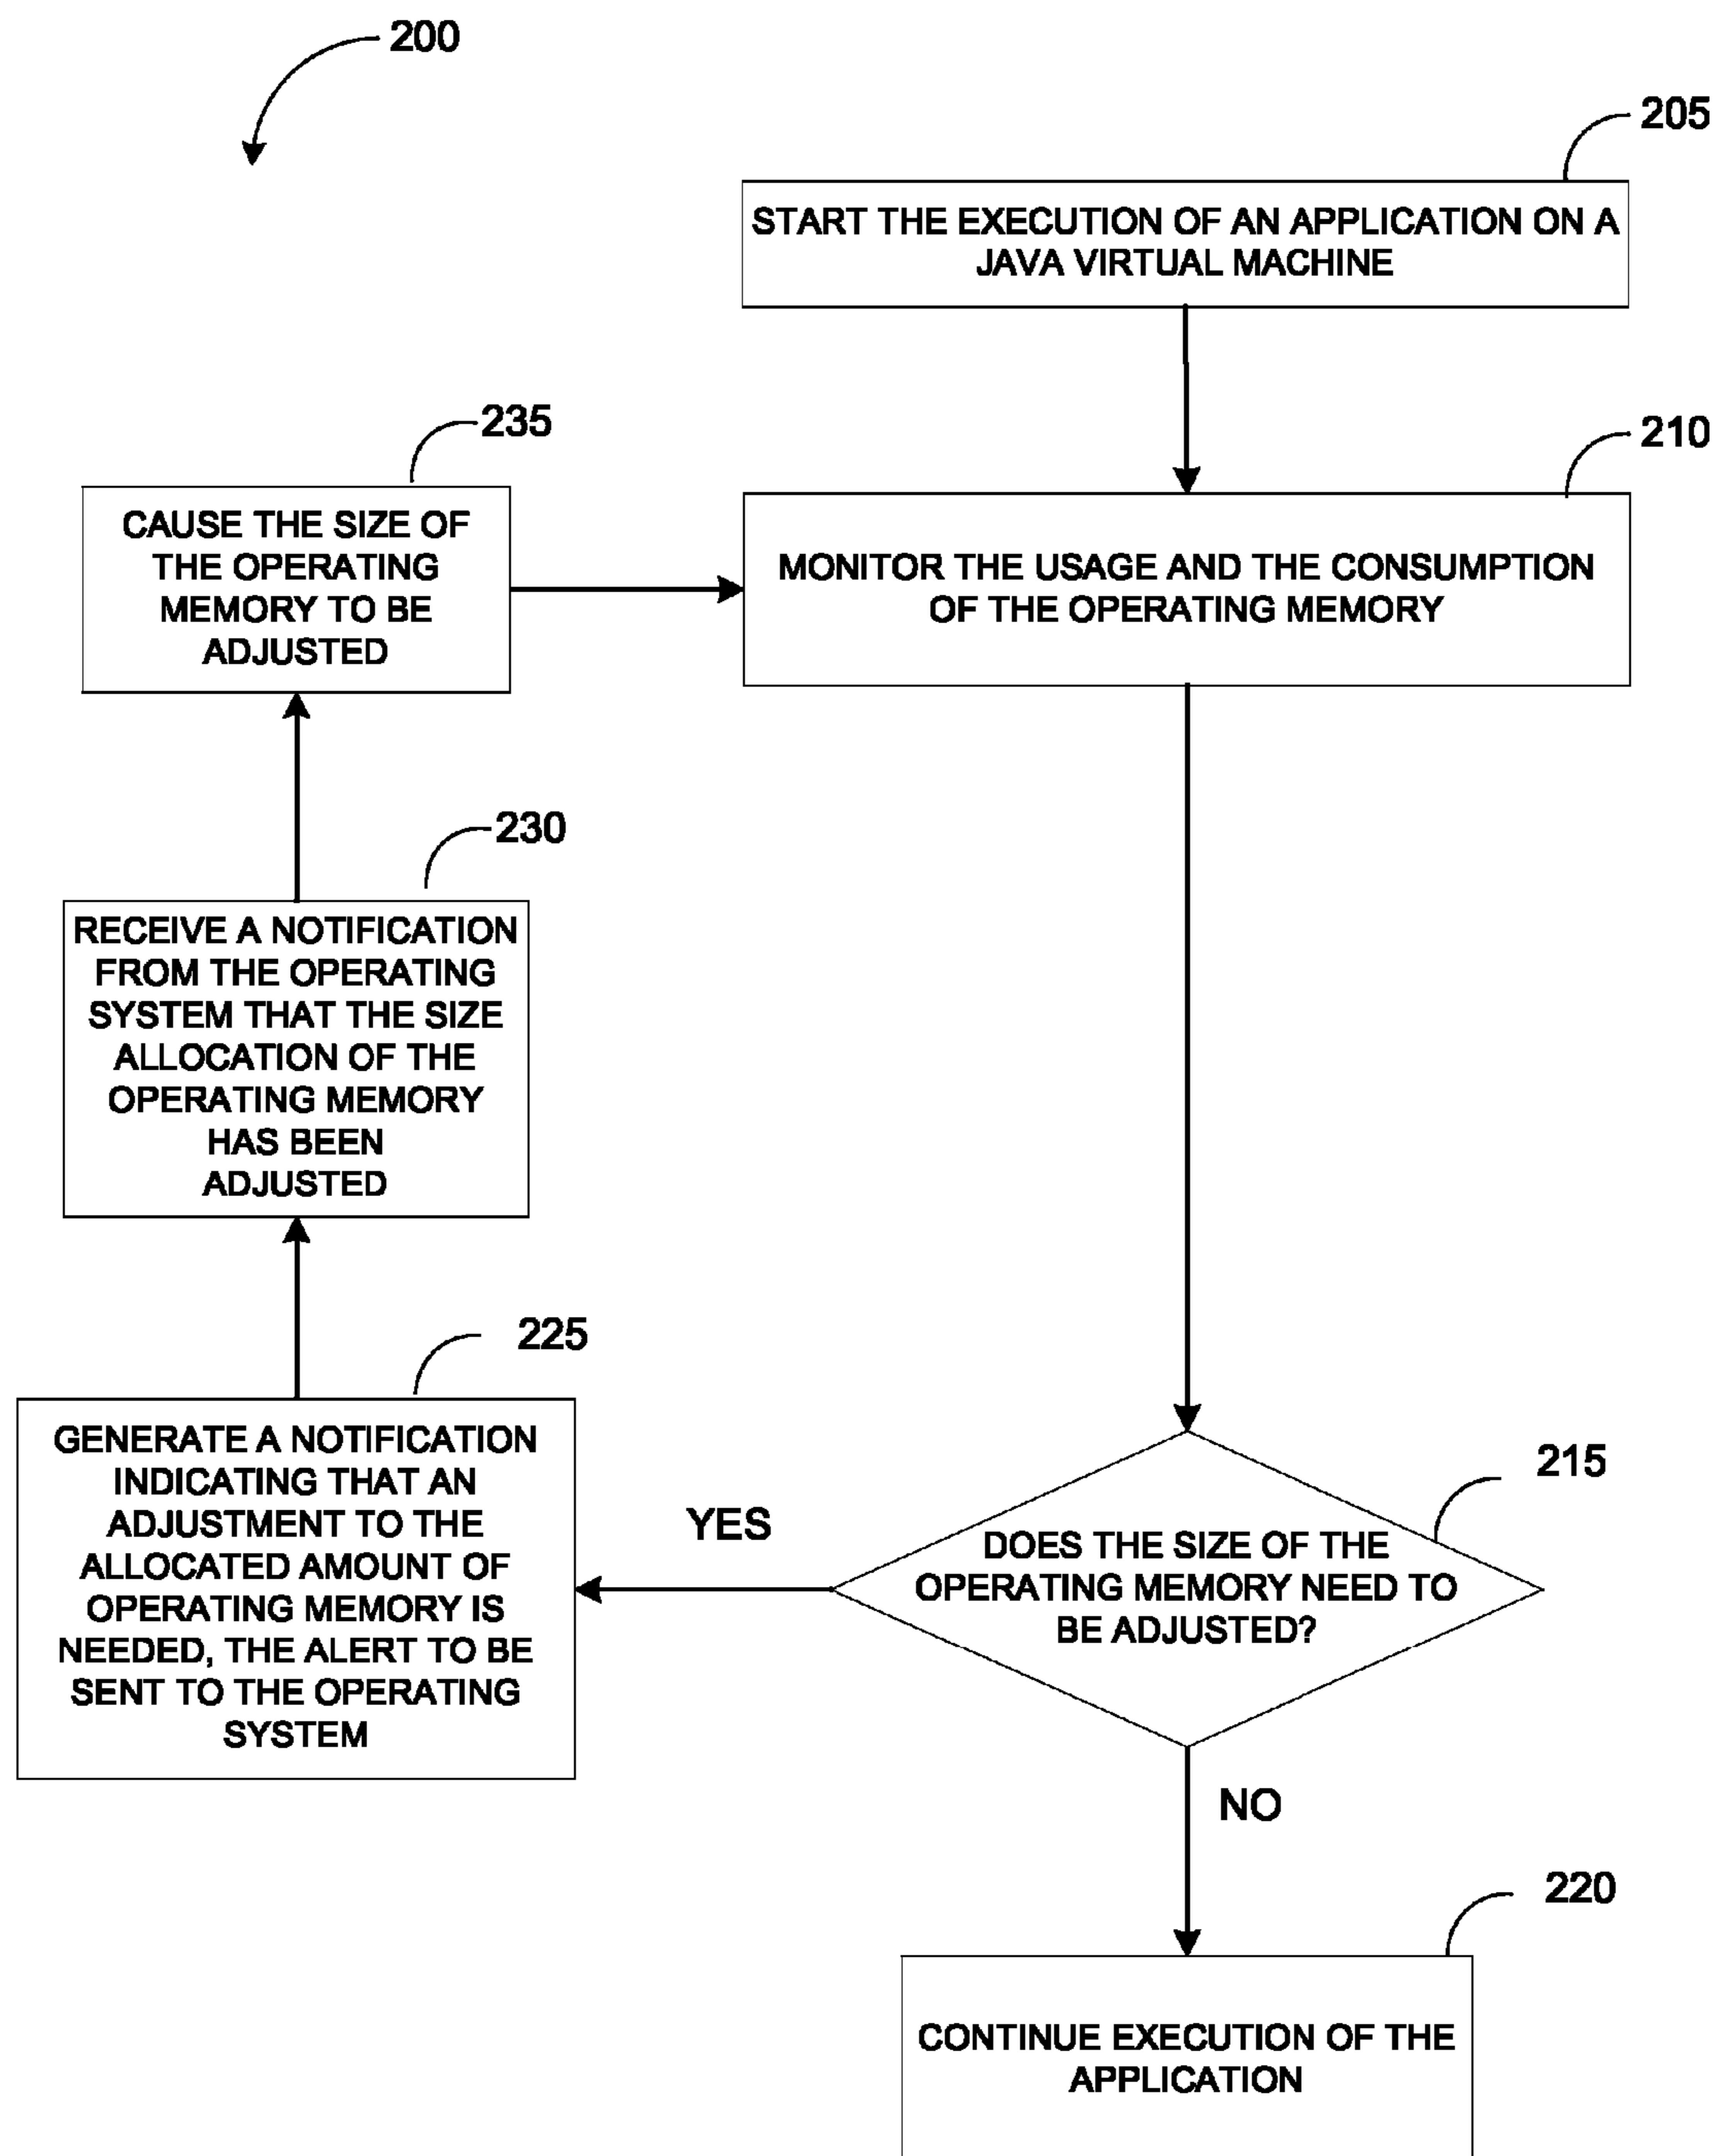 200
205
START THE EXECUTION OF AN APPLICATION ON A
JAVA VIRTUAL MACHINE
235
210
CAUSE THE SIZE OF
THE OPERATING
MEMORY TO BE
ADJUSTED
MONITOR THE USAGE AND THE CONSUMPTION
OF THE OPERATING MEMORY
230
RECEIVE A NOTIFICATION
FROM THE OPERATING
SYSTEM THAT THE SIZE
ALLOCATION OF THE
OPERATING MEMORY
HAS BEEN
ADJUSTED
225
GENERATE A NOTIFICATION
INDICATING THAT AN
ADJUSTMENT TO THE
ALLOCATED AMOUNT OF
OPERATING MEMORY IS
NEEDED, THE ALERT TO BE
SENT TO THE OPERATING
SYSTEM
YES
215
DOES THE SIZE OF THE
OPERATING MEMORY NEED TO
BE ADJUSTED?
NO
220
CONTINUE EXECUTION OF THE
APPLICATION